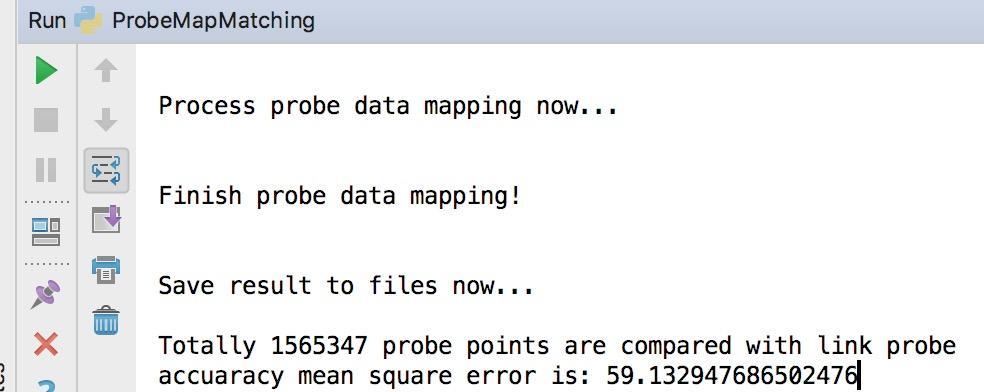 Run ProbeMapMatching
Process probe data mapping now...
Finish probe data mapping!
Save result to files now...
Totally 1565347 probe points are compared with link probe
accuaracy mean square error is: 59.132947686502476